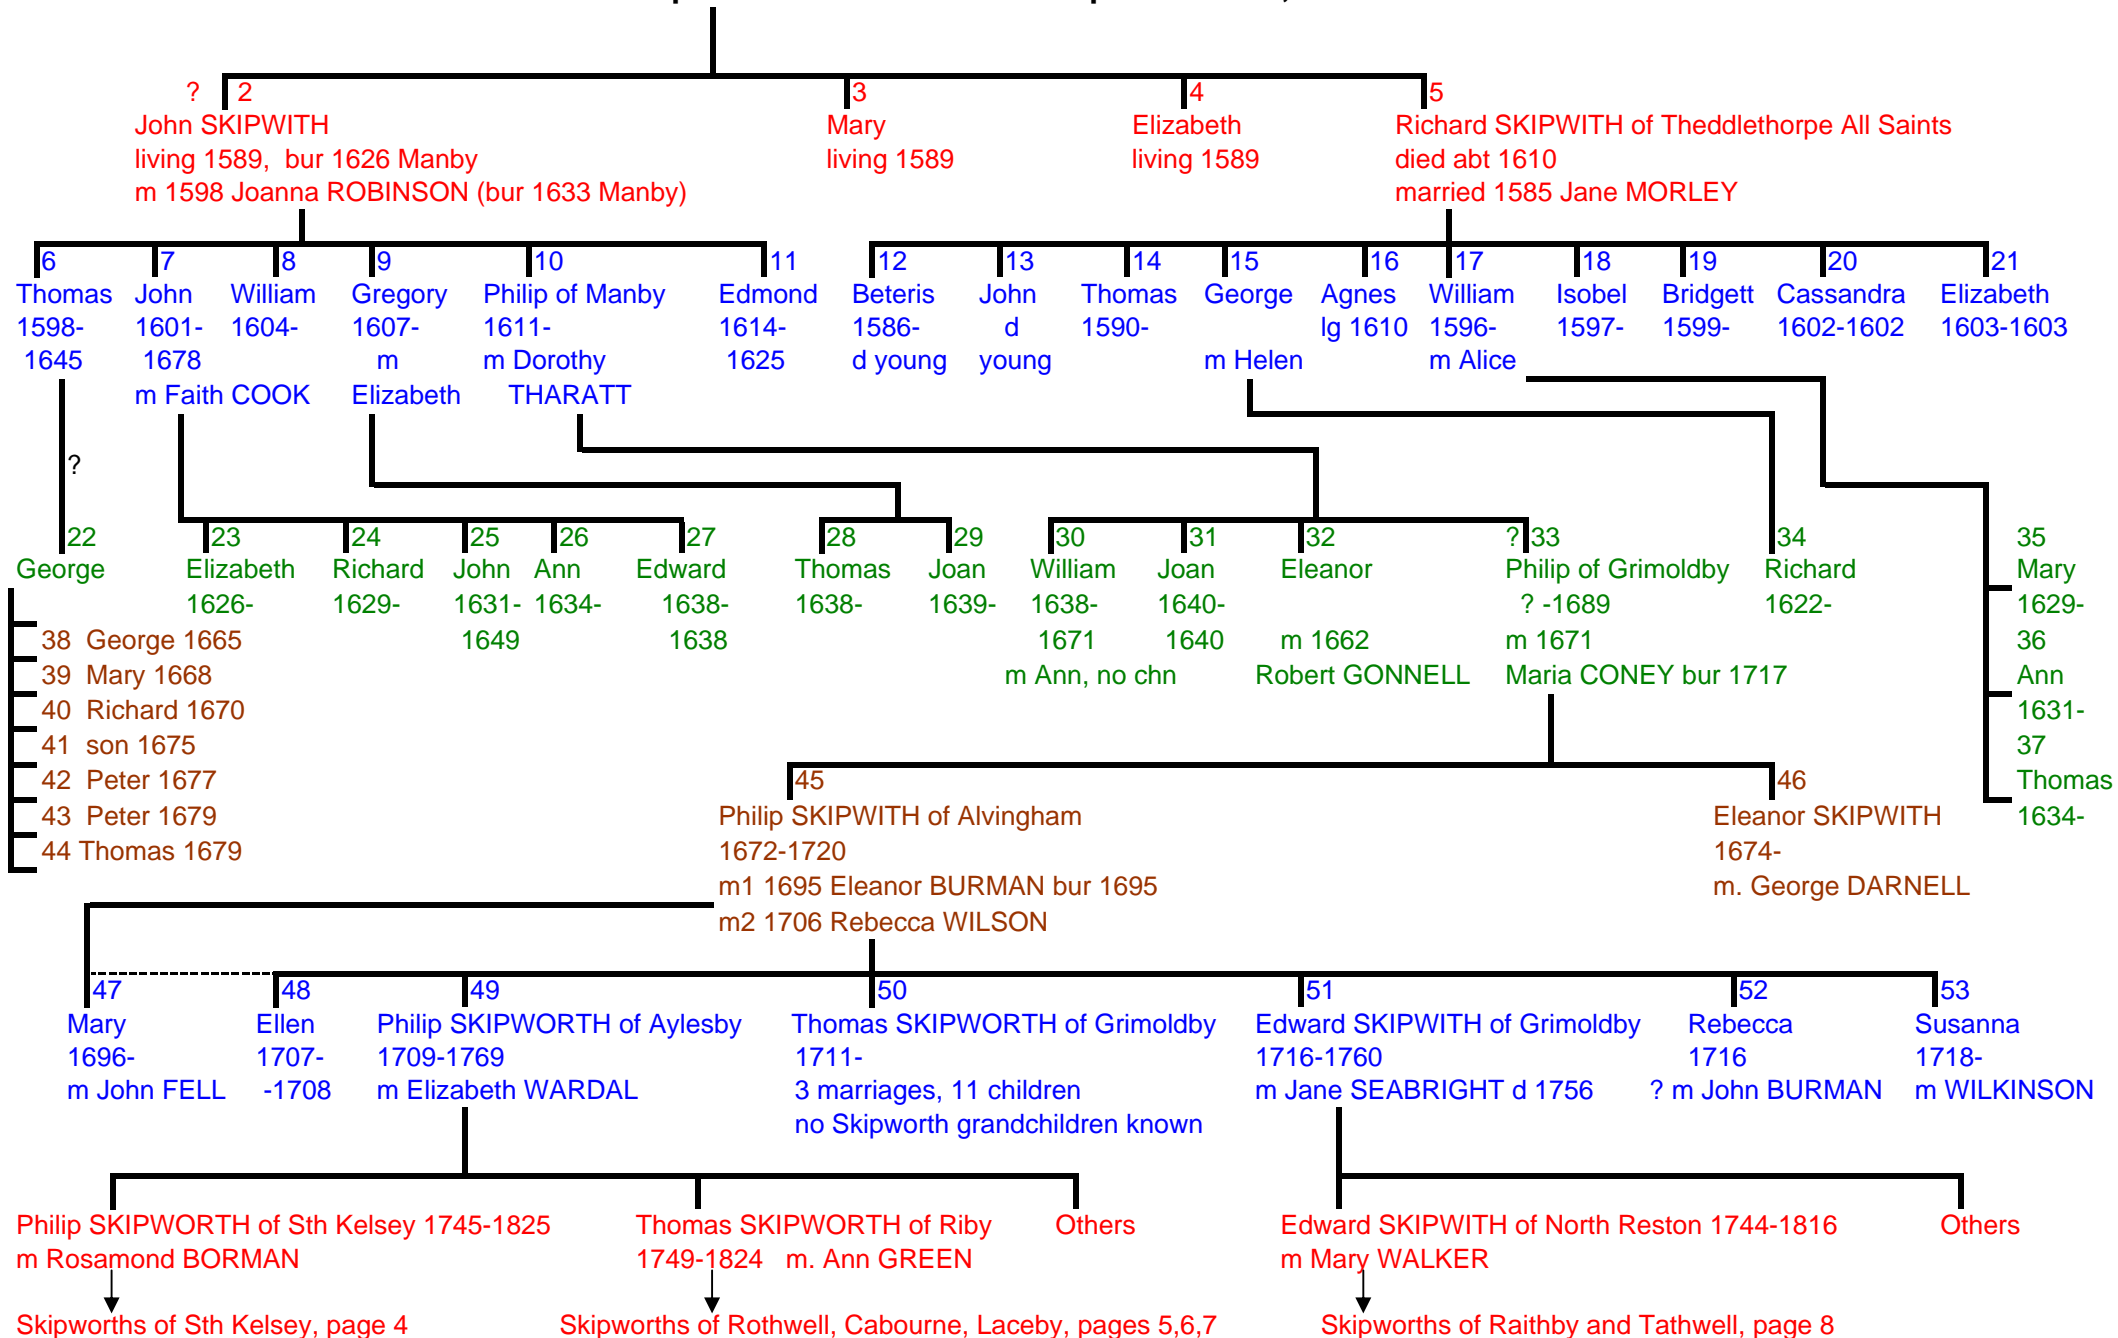 ? 2 3 4 5
John SKIPWITH Mary Elizabeth Richard SKIPWITH of Theddlethorpe All Saints
living 1589, bur 1626 Manby living 1589 living 1589 died abt 1610
m 1598 Joanna ROBINSON (bur 1633 Manby) married 1585 Jane MORLEY
6 7 8 9 10 11 12 13 14 15 16 17 18 19 20 21
Thomas John William Gregory Philip of Manby Edmond Beteris John Thomas George Agnes William Isobel Bridgett Cassandra Elizabeth
1598- 1601- 1604- 1607- 1611- 1614- 1586- d 1590- lg 1610 1596- 1597- 1599- 1602-1602 1603-1603
1645 1678 m m Dorothy 1625 d young young m Helen m Alice
m Faith COOK Elizabeth THARATT
?
22 23 24 25 26 27 28 29 30 31 32 ? 33 34 35
George Elizabeth Richard John Ann Edward Thomas Joan William Joan Eleanor Philip of Grimoldby Richard Mary
1626- 1629- 1631- 1634- 1638- 1638- 1639- 1638- 1640- ? -1689 1622- 1629-
38 George 1665 1649 1638 1671 1640 m 1662 m 1671 36
39 Mary 1668 m Ann, no chn Robert GONNELL Maria CONEY bur 1717 Ann
40 Richard 1670 1631-
41 son 1675 37
42 Peter 1677 45 46 Thomas
43 Peter 1679 Philip SKIPWITH of Alvingham Eleanor SKIPWITH 1634-
44 Thomas 1679 1672-1720 1674-
m1 1695 Eleanor BURMAN bur 1695 m. George DARNELL
m2 1706 Rebecca WILSON
47 48 49 50 51 52 53
Mary Ellen Philip SKIPWORTH of Aylesby Thomas SKIPWORTH of Grimoldby Edward SKIPWITH of Grimoldby Rebecca Susanna
1696- 1707- 1709-1769 1711- 1716-1760 1716 1718-
m John FELL -1708 m Elizabeth WARDAL 3 marriages, 11 children m Jane SEABRIGHT d 1756 ? m John BURMAN m WILKINSON
no Skipworth grandchildren known
Philip SKIPWORTH of Sth Kelsey 1745-1825 Thomas SKIPWORTH of Riby Others Edward SKIPWITH of North Reston 1744-1816 Others
m Rosamond BORMAN 1749-1824 m. Ann GREEN m Mary WALKER
Skipworths of Sth Kelsey, page 4 Skipworths of Rothwell, Cabourne, Laceby, pages 5,6,7 Skipworths of Raithby and Tathwell, page 8